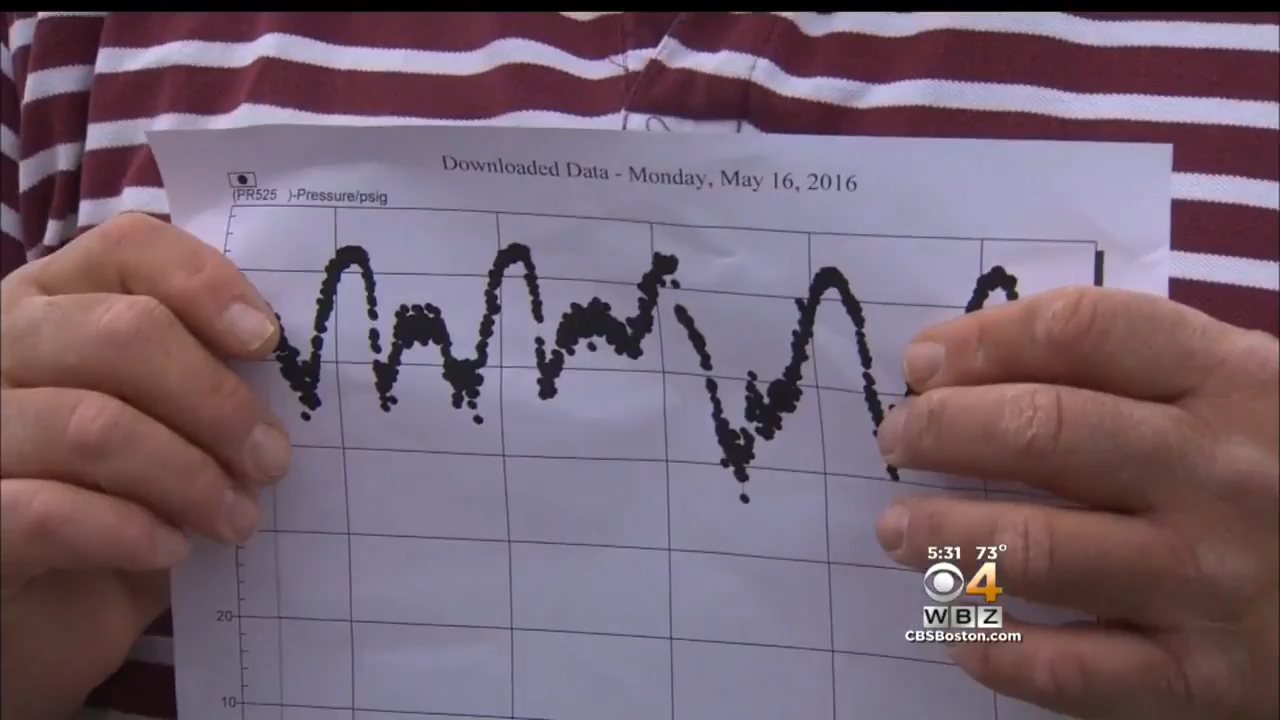 Downloaded Data - Monday, May 16, 2016
(PR525 )-Pressure/psig
20
10
5:31 73°
4
WBZ
CBSBoston.com